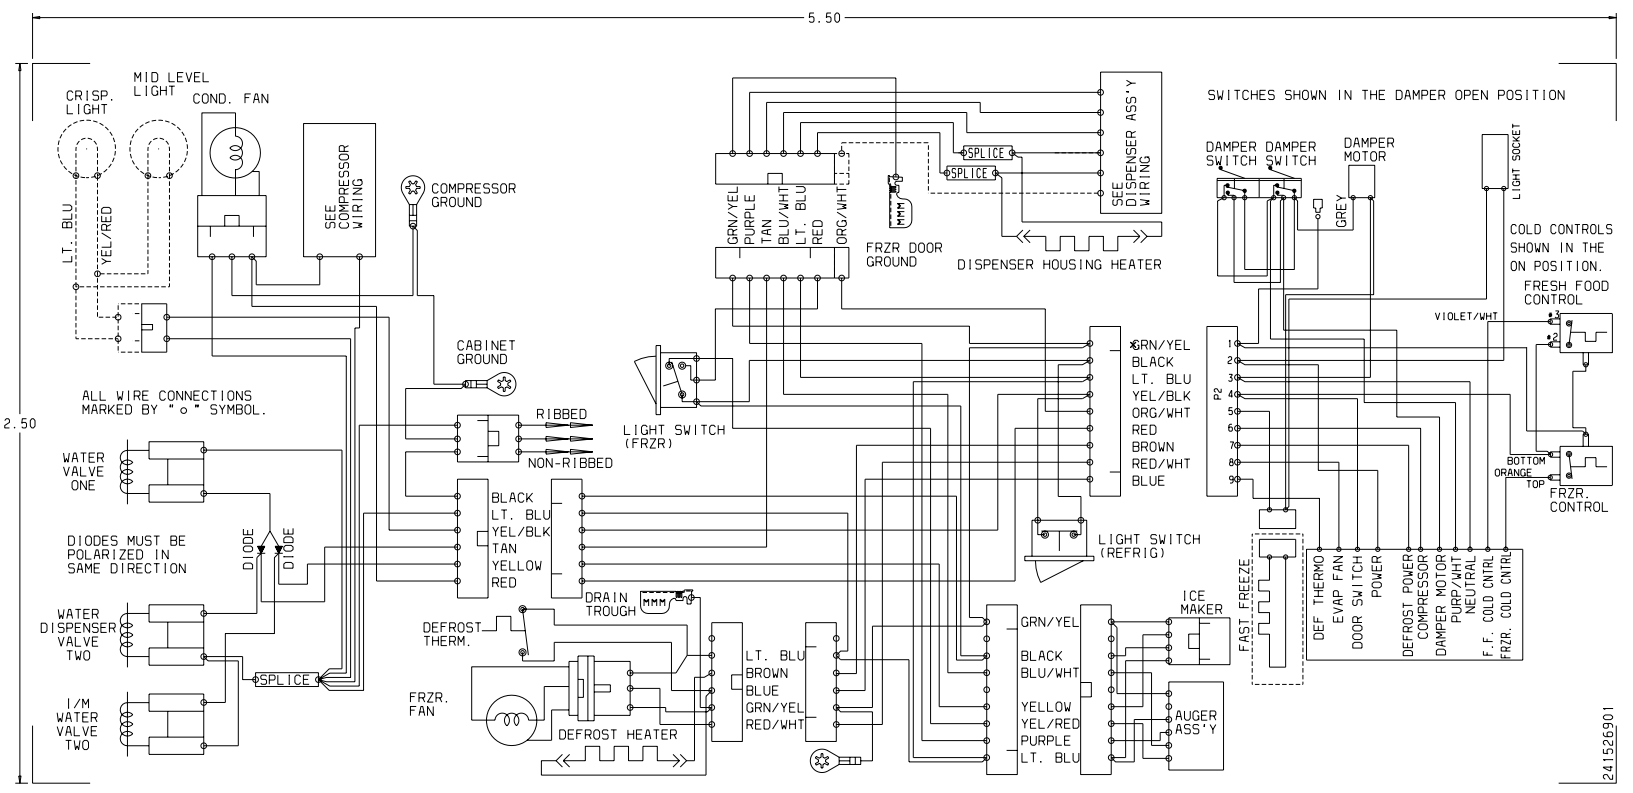 5.50
2.50
CRISP.
LIGHT
MID LEVEL
LIGHT
COND. FAN
LT. BLU
YEL/RED
SEE
COMPRESSOR
WIRING
COMPRESSOR
GROUND
CABINET
GROUND
ALL WIRE CONNECTIONS
MARKED BY "o" SYMBOL.
RIBBED
NON-RIBBED
WATER
VALVE
ONE
DIODES MUST BE
POLARIZED IN
SAME DIRECTION
DIODE
DIODE
WATER
DISPENSER
VALVE
TWO
I/M
WATER
VALVE
TWO
SPLICE
BLACK
LT. BLU
YEL/BLK
TAN
YELLOW
RED
GRN/YEL
PURPLE
TAN
BLU/WHT
LT. BLU
RED
ORG/WHT
FRZR DOOR
GROUND
SPLICE
SPLICE
SEE
DISPENSER ASS'Y
WIRING
DISPENSER HOUSING HEATER
LIGHT SWITCH
(FRZR)
DRAIN
TROUGH
DEFROST
THERM.
FRZR.
FAN
DEFROST HEATER
LT. BLU
BROWN
BLUE
GRN/YEL
RED/WHT
GRN/YEL
BLACK
LT. BLU
YEL/BLK
ORG/WHT
RED
BROWN
RED/WHT
BLUE
P2
1
2
3
4
5
6
7
8
9
LIGHT SWITCH
(REFRIG)
GRN/YEL
BLACK
BLU/WHT
YELLOW
YEL/RED
PURPLE
LT. BLU
ICE
MAKER
AUGER
ASS'Y
SWITCHES SHOWN IN THE DAMPER OPEN POSITION
DAMPER
SWITCH
DAMPER
SWITCH
DAMPER
MOTOR
GREY
LIGHT SOCKET
COLD CONTROLS
SHOWN IN THE
ON POSITION.
FRESH FOOD
CONTROL
VIOLET/WHT
#3
#2
BOTTOM
ORANGE
TOP
FRZR.
CONTROL
FAST FREEZE
DEF THERMO
EVAP FAN
DOOR SWITCH
POWER
DEFROST POWER
COMPRESSOR
DAMPER MOTOR
PURP/WHT
NEUTRAL
F.F. COLD CNTRL
FRZR. COLD CNTRL
241526901